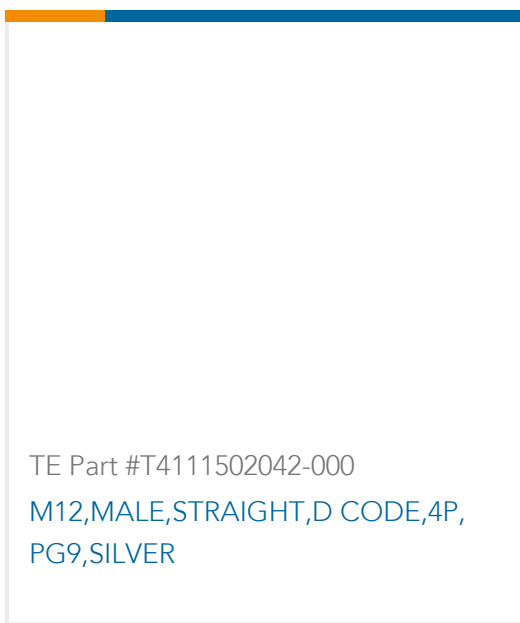 TE Part #T4111502042-000
M12,MALE,STRAIGHT,D CODE,4P,
PG9,SILVER